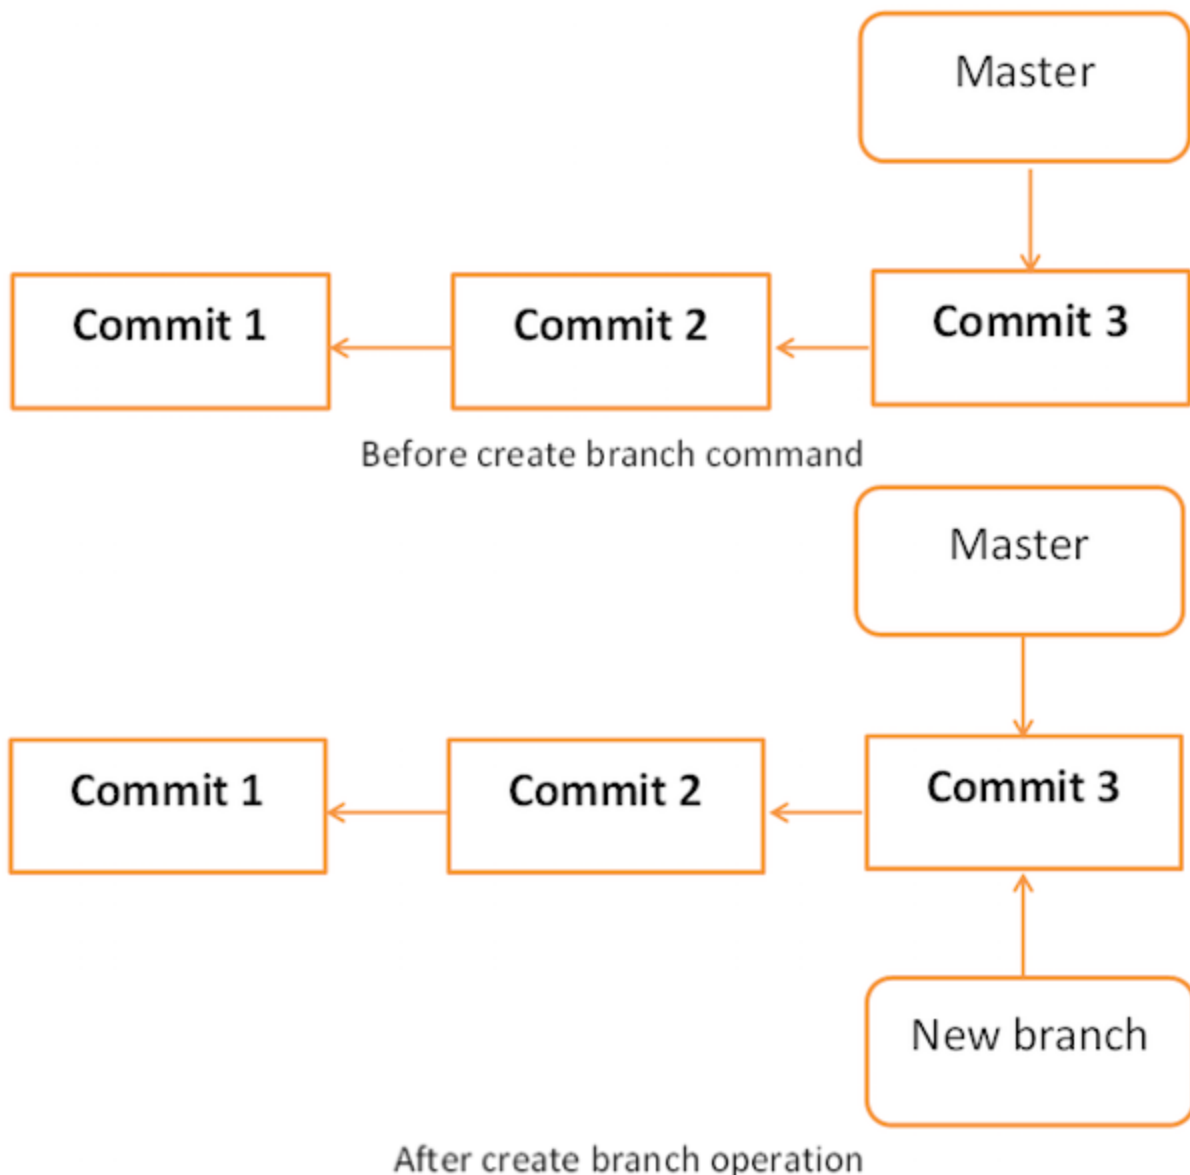 Master
Commit 1
Commit 2
Commit 3
Before create branch command
Master
Commit 1
Commit 2
Commit 3
New branch
After create branch operation